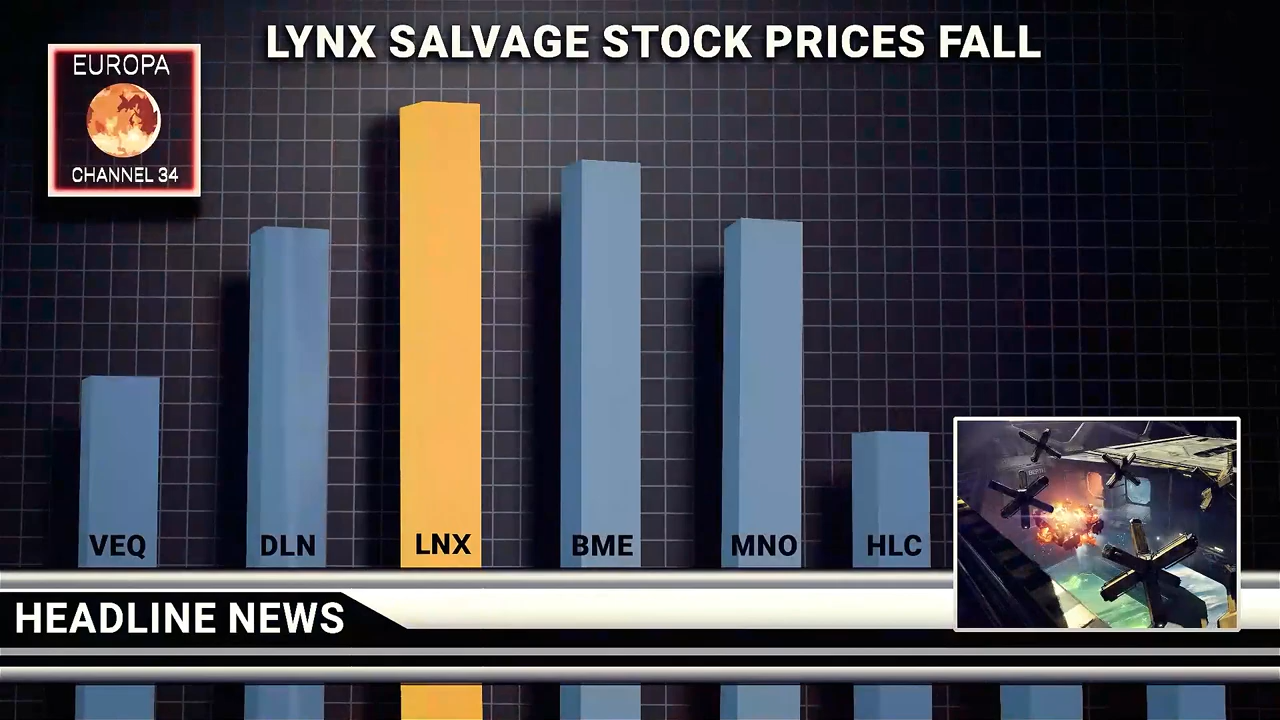 LYNX SALVAGE STOCK PRICES FALL
EUROPA
CHANNEL 34
VEQ
DLN
LNX
BME
MNO
HLC
HEADLINE NEWS